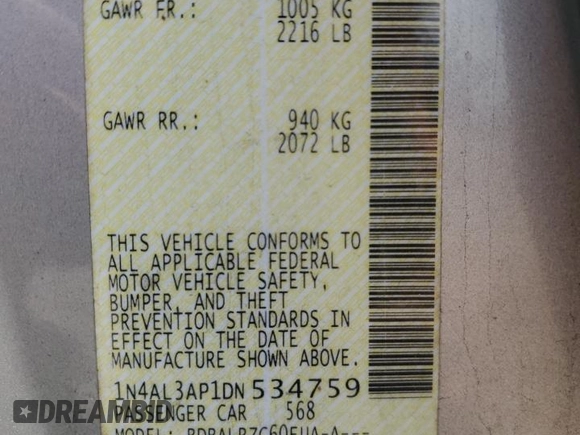 GAWR FR.: 1005 KG
2216 LB
GAWR RR.: 940 KG
2072 LB
THIS VEHICLE CONFORMS TO
ALL APPLICABLE FEDERAL
MOTOR VEHICLE SAFETY,
BUMPER, AND THEFT
PREVENTION STANDARDS IN
EFFECT ON THE DATE OF
MANUFACTURE SHOWN ABOVE.
1N4AL3AP1DN534759
PASSENGER CAR 568
MODEL:
DREAMBID